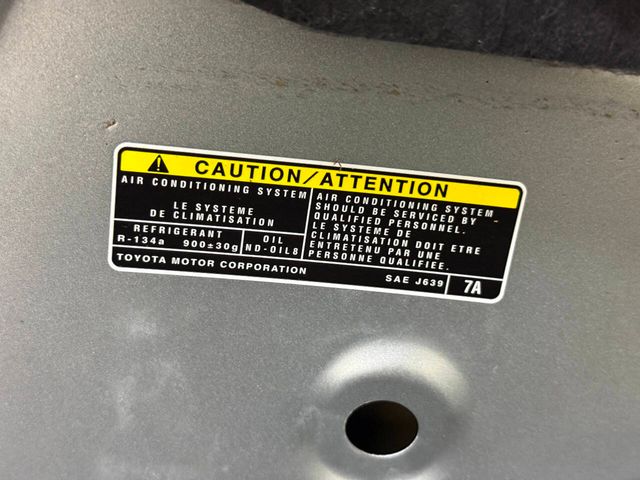 CAUTION/ATTENTION
AIR CONDITIONING SYSTEM
LE SYSTEME
DE CLIMATISATION
REFRIGERANT
R-134a 900±30g
OIL
ND-OIL8
AIR CONDITIONING SYSTEM
SHOULD BE SERVICED BY
QUALIFIED PERSONNEL.
LE SYSTEME DE
CLIMATISATION DOIT ETRE
ENTRETENU PAR UNE
PERSONNE QUALIFIEE.
TOYOTA MOTOR CORPORATION
SAE J639
7A